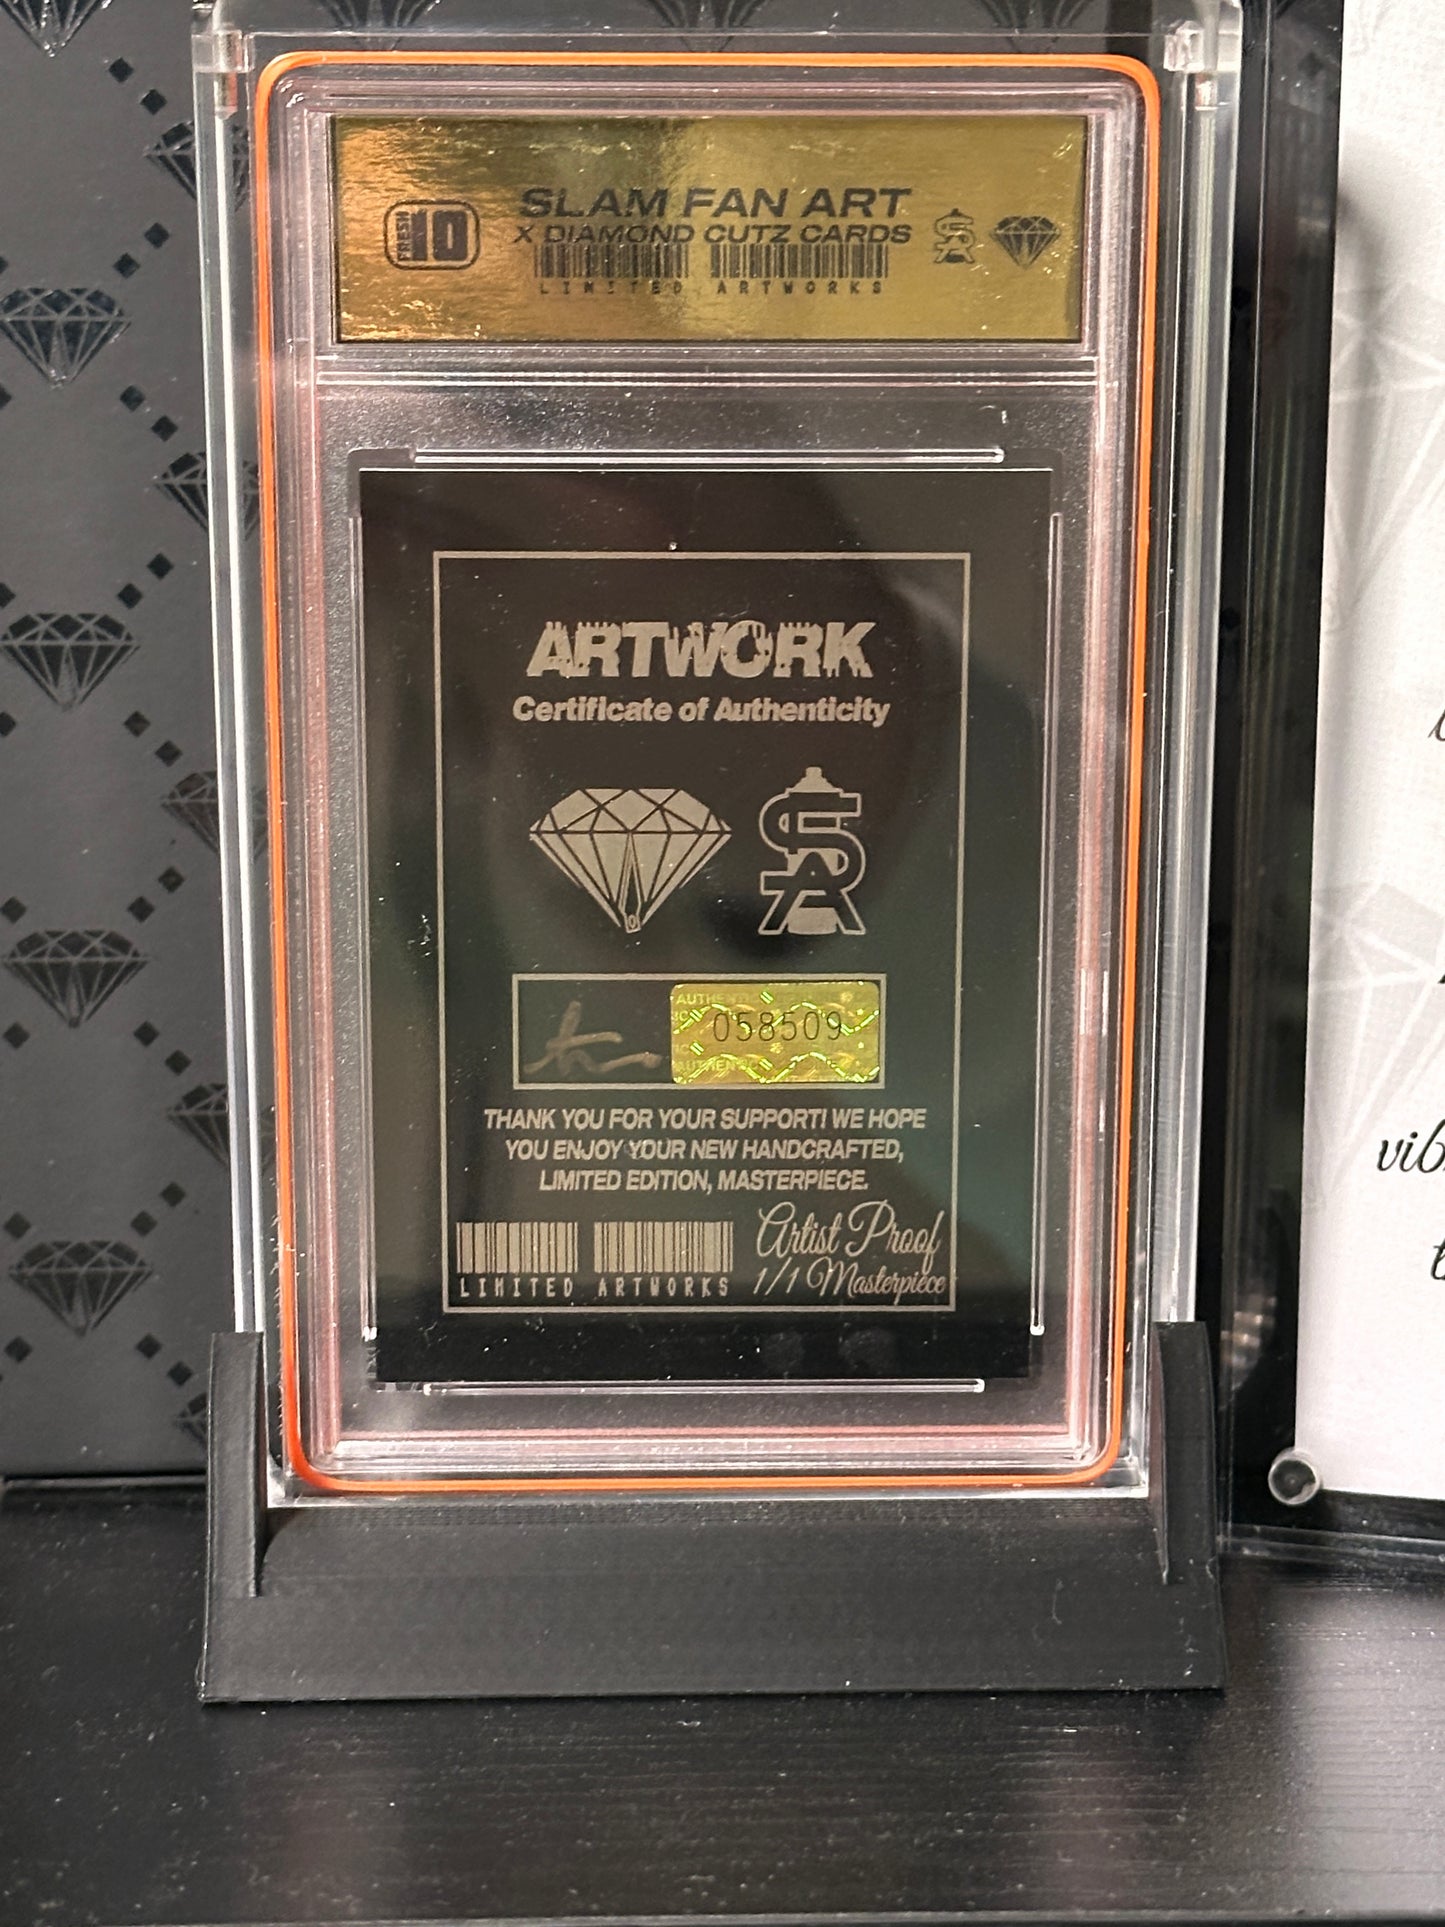 FRESH 10
SLAM FAN ART
X DIAMOND CUTZ CARDS
LIMITED ARTWORKS
ARTWORK
Certificate of Authenticity
058509
THANK YOU FOR YOUR SUPPORT! WE HOPE
YOU ENJOY YOUR NEW HANDCRAFTED,
LIMITED EDITION, MASTERPIECE.
LIMITED ARTWORKS
Artist Proof
1/1 Masterpiece